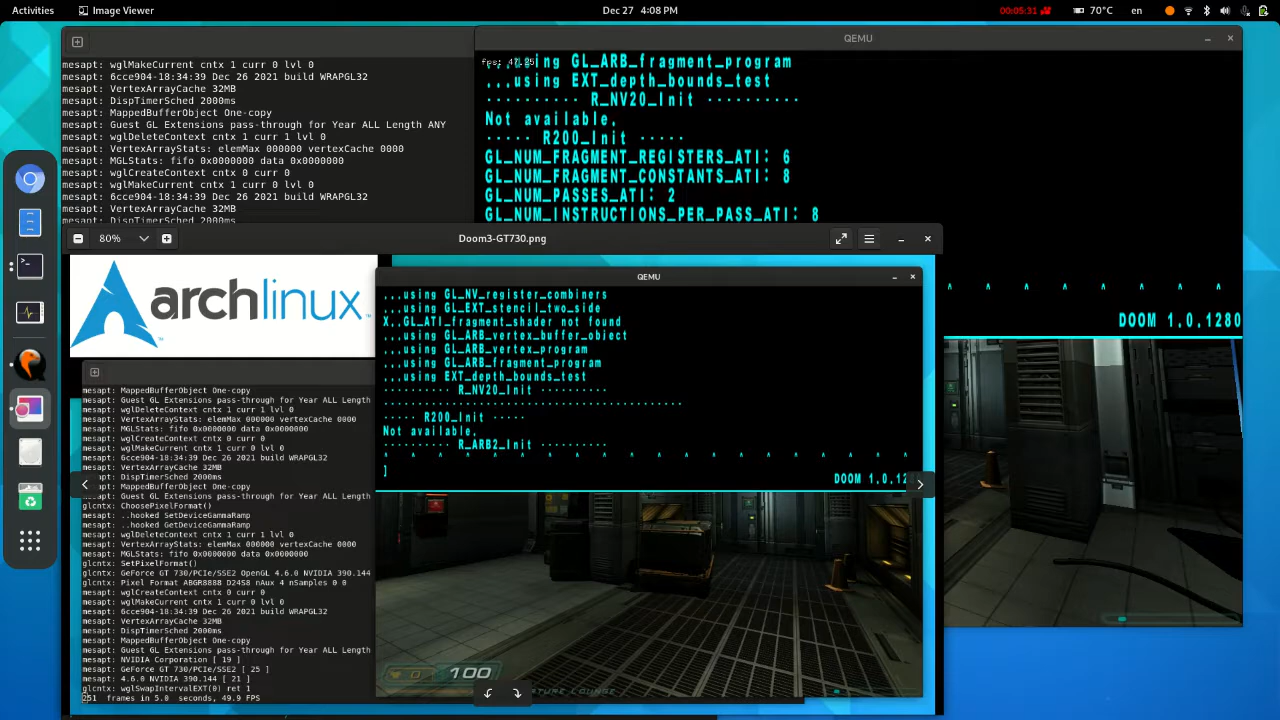 Activities
Image Viewer
Dec 27 4:08 PM
00:05:31
70°C
en
mesapt: wglMakeCurrent cntx 1 curr 0 lvl 0
mesapt: 6cce904-18:34:39 Dec 26 2021 build WRAPGL32
mesapt: VertexArrayCache 32MB
mesapt: DispTimerSched 2000ms
mesapt: MappedBufferObject One-copy
mesapt: Guest GL Extensions pass-through for Year ALL Length ANY
mesapt: wglDeleteContext cntx 1 curr 1 lvl 0
mesapt: VertexArrayStats: elemMax 000000 vertexCache 0000
mesapt: MGLStats: fifo 0x0000000 data 0x0000000
mesapt: wglCreateContext cntx 0 curr 0
mesapt: wglMakeCurrent cntx 1 curr 0 lvl 0
mesapt: 6cce904-18:34:39 Dec 26 2021 build WRAPGL32
mesapt: VertexArrayCache 32MB
mesapt: DispTimerSched 2000ms
QEMU
...using GL_ARB_fragment_program
...using EXT_depth_bounds_test
---------- R_NV20_Init ----------
Not available.
----- R200_Init -----
GL_NUM_FRAGMENT_REGISTERS_ATI: 6
GL_NUM_FRAGMENT_CONSTANTS_ATI: 8
GL_NUM_PASSES_ATI: 2
GL_NUM_INSTRUCTIONS_PER_PASS_ATI: 8
^ ^ ^ ^ ^ ^ ^ ^
DOOM 1.0.1280
80%
Doom3-GT730.png
archlinux
mesapt: MappedBufferObject One-copy
mesapt: Guest GL Extensions pass-through for Year ALL Length
mesapt: wglDeleteContext cntx 1 curr 1 lvl 0
mesapt: VertexArrayStats: elemMax 000000 vertexCache 0000
mesapt: MGLStats: fifo 0x0000000 data 0x0000000
mesapt: wglCreateContext cntx 0 curr 0
mesapt: wglMakeCurrent cntx 1 curr 0 lvl 0
mesapt: 6cce904-18:34:39 Dec 26 2021 build WRAPGL32
mesapt: VertexArrayCache 32MB
mesapt: DispTimerSched 2000ms
mesapt: MappedBufferObject One-copy
mesapt: Guest GL Extensions pass-through for Year ALL Length
glcntx: ChoosePixelFormat()
mesapt: ..hooked SetDeviceGammaRamp
mesapt: ..hooked GetDeviceGammaRamp
mesapt: wglDeleteContext cntx 1 curr 1 lvl 0
mesapt: VertexArrayStats: elemMax 000000 vertexCache 0000
mesapt: MGLStats: fifo 0x0000000 data 0x0000000
glcntx: SetPixelFormat()
glcntx: GeForce GT 730/PCIe/SSE2 OpenGL 4.6.0 NVIDIA 390.144
glcntx: Pixel Format ABGR8888 D24S8 nAux 4 nSamples 0 0
mesapt: wglCreateContext cntx 0 curr 0
mesapt: wglMakeCurrent cntx 1 curr 0 lvl 0
mesapt: 6cce904-18:34:39 Dec 26 2021 build WRAPGL32
mesapt: VertexArrayCache 32MB
mesapt: DispTimerSched 2000ms
mesapt: MappedBufferObject One-copy
mesapt: Guest GL Extensions pass-through for Year ALL Length
mesapt: NVIDIA Corporation [ 19 ]
mesapt: GeForce GT 730/PCIe/SSE2 [ 25 ]
mesapt: 4.6.0 NVIDIA 390.144 [ 21 ]
glcntx: wglSwapIntervalEXT(0) ret 1
251 frames in 5.0 seconds, 49.9 FPS
QEMU
...using GL_NV_register_combiners
...using GL_EXT_stencil_two_side
X..GL_ATI_fragment_shader not found
...using GL_ARB_vertex_buffer_object
...using GL_ARB_vertex_program
...using GL_ARB_fragment_program
...using EXT_depth_bounds_test
---------- R_NV20_Init ----------
--------------------------------------------
----- R200_Init -----
Not available.
---------- R_ARB2_Init ----------
^ ^ ^ ^ ^ ^ ^ ^ ^ ^ ^ ^ ^ ^ ^ ^ ^ ^ ^ ^
]
DOOM 1.0.12
0
100